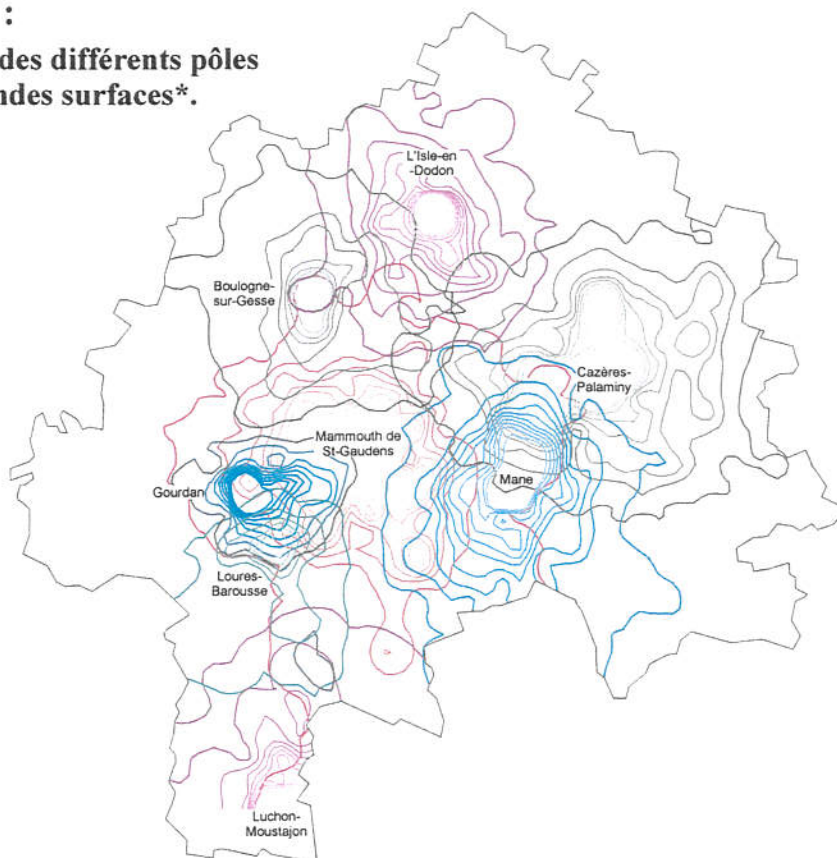 :
des différents pôles
ndes surfaces*.
L'Isle-en
-Dodon
Boulogne-
sur-Gesse
Cazères-
Palaminy
Mammouth de
St-Gaudens
Gourdan
Mane
Loures-
Barousse
Luchon-
Moustajon